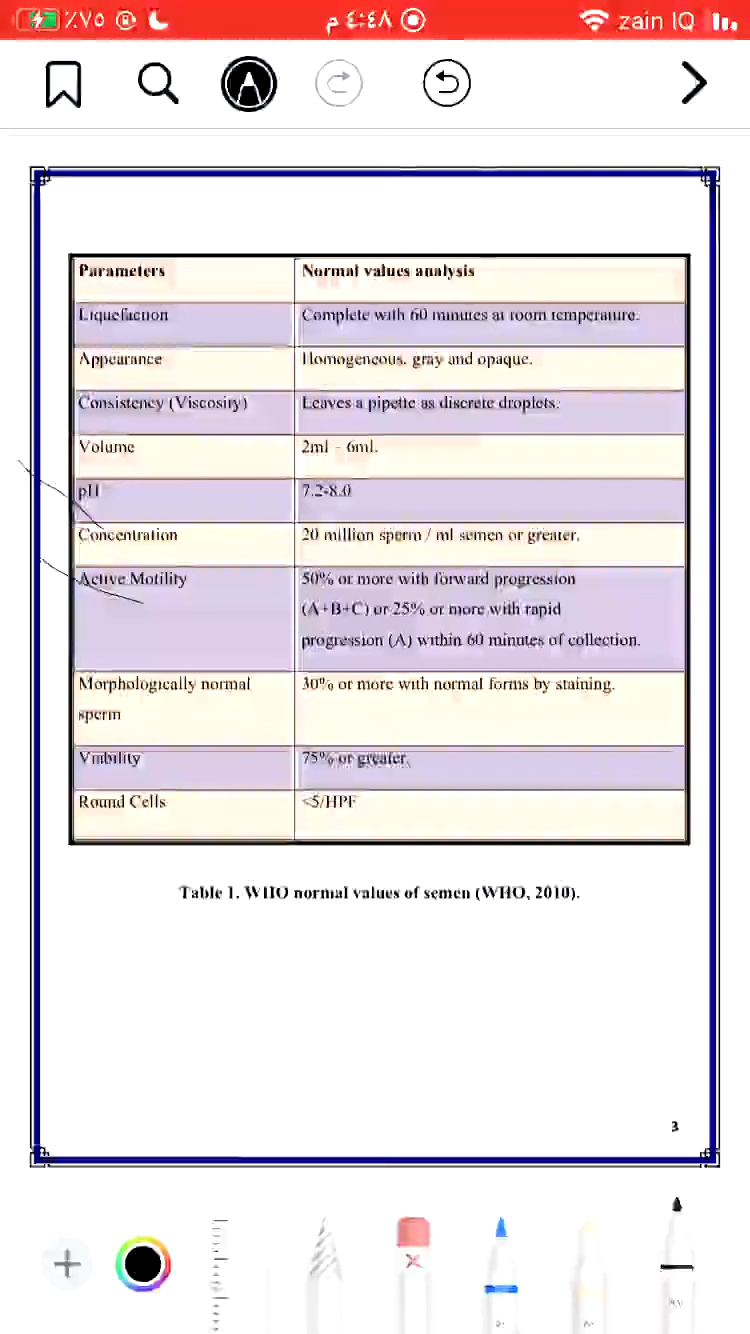 ٪٧٥ ٤:٤٨ م zain IQ
Parameters Normal values analysis
Liquefaction Complete with 60 minutes at room temperature.
Appearance Homogeneous, gray and opaque.
Consistency (Viscosity) Leaves a pipette as discrete droplets.
Volume 2ml - 6ml.
pH 7.2-8.0
Concentration 20 million sperm / ml semen or greater.
Active Motility 50% or more with forward progression
(A+B+C) or 25% or more with rapid
progression (A) within 60 minutes of collection.
Morphologically normal 30% or more with normal forms by staining.
sperm
Viability 75% or greater.
Round Cells <5/HPF
Table 1. WHO normal values of semen (WHO, 2010).
3